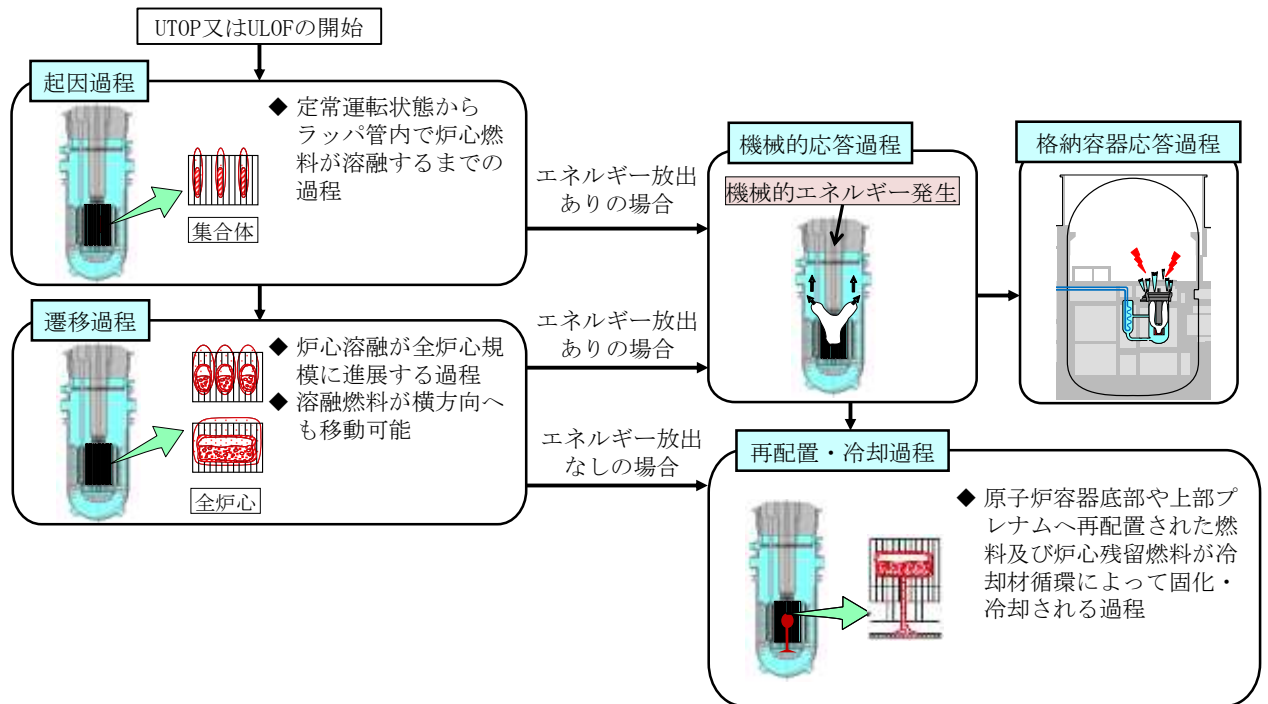 UTOP又はULOFの開始
起因過程
◆ 定常運転状態から
ラッパ管内で炉心燃
料が溶融するまでの
過程
集合体
エネルギー放出
ありの場合
機械的応答過程
機械的エネルギー発生
格納容器応答過程
遷移過程
◆ 炉心溶融が全炉心規
模に進展する過程
◆ 溶融燃料が横方向へ
も移動可能
全炉心
エネルギー放出
ありの場合
エネルギー放出
なしの場合
再配置・冷却過程
◆ 原子炉容器底部や上部プ
レナムへ再配置された燃
料及び炉心残留燃料が冷
却材循環によって固化・
冷却される過程